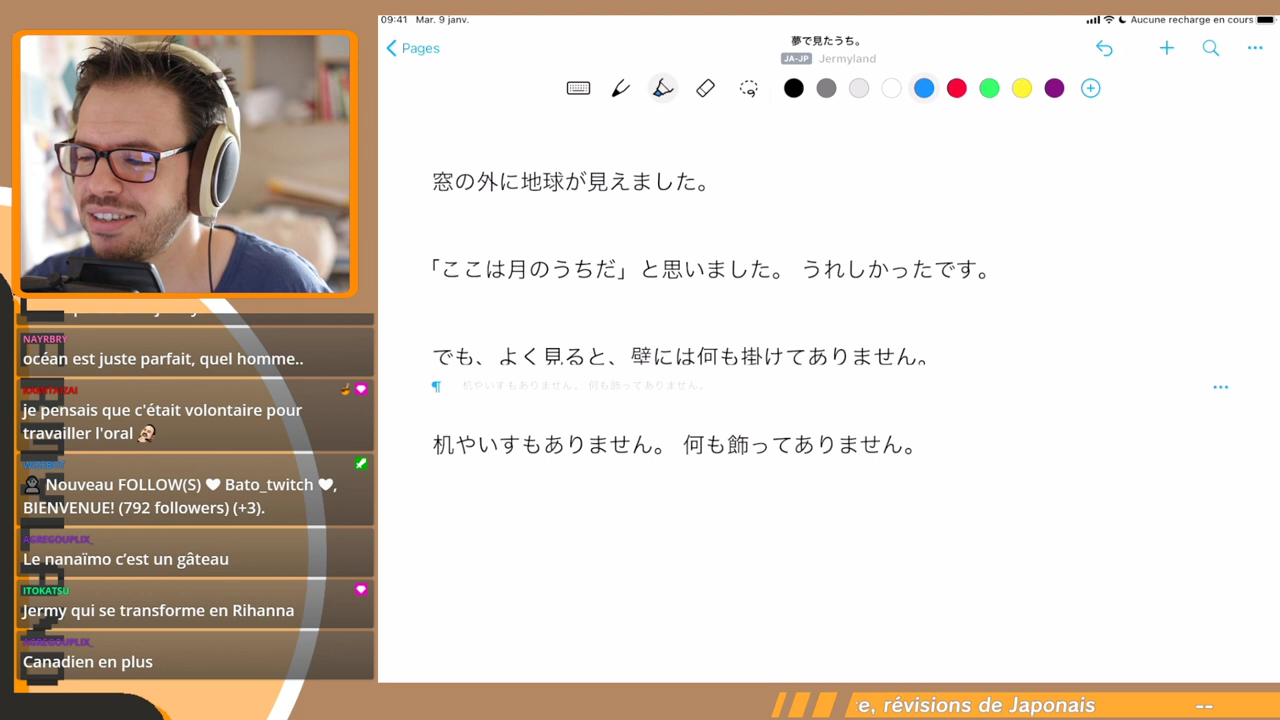 09:41 Mar. 9 janv.
Aucune recharge en cours
Pages
夢で見たうち。
JA-JP Jermyland
窓の外に地球が見えました。
「ここは月のうちだ」と思いました。 うれしかったです。
でも、よく見ると、壁には何も掛けてありません。
机やいすもありません。 何も飾ってありません。
机やいすもありません。 何も飾ってありません。
NAYRBRY
océan est juste parfait, quel homme..
je pensais que c'était volontaire pour
travailler l'oral
Nouveau FOLLOW(S) ♥ Bato_twitch ♥,
BIENVENUE! (792 followers) (+3).
AGREGOUPLIX_
Le nanaïmo c’est un gâteau
ITOKATSU
Jermy qui se transforme en Rihanna
AGREGOUPLIX_
Canadien en plus
e, révisions de Japonais --